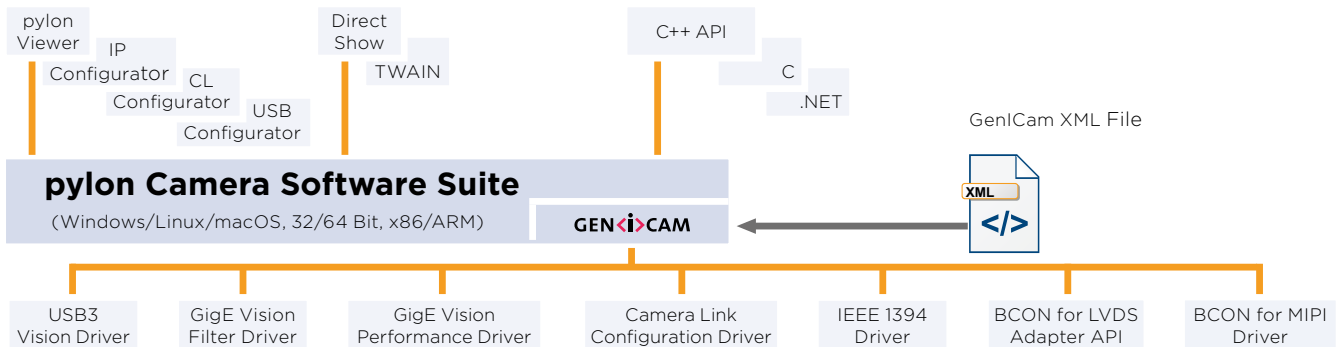 pylon
Viewer
IP
Configurator
CL
Configurator
USB
Configurator
Direct
Show
TWAIN
C++ API
C
.NET
GenICam XML File
pylon Camera Software Suite
(Windows/Linux/macOS, 32/64 Bit, x86/ARM)
GEN<i>CAM
XML
</>
USB3
Vision Driver
GigE Vision
Filter Driver
GigE Vision
Performance Driver
Camera Link
Configuration Driver
IEEE 1394
Driver
BCON for LVDS
Adapter API
BCON for MIPI
Driver